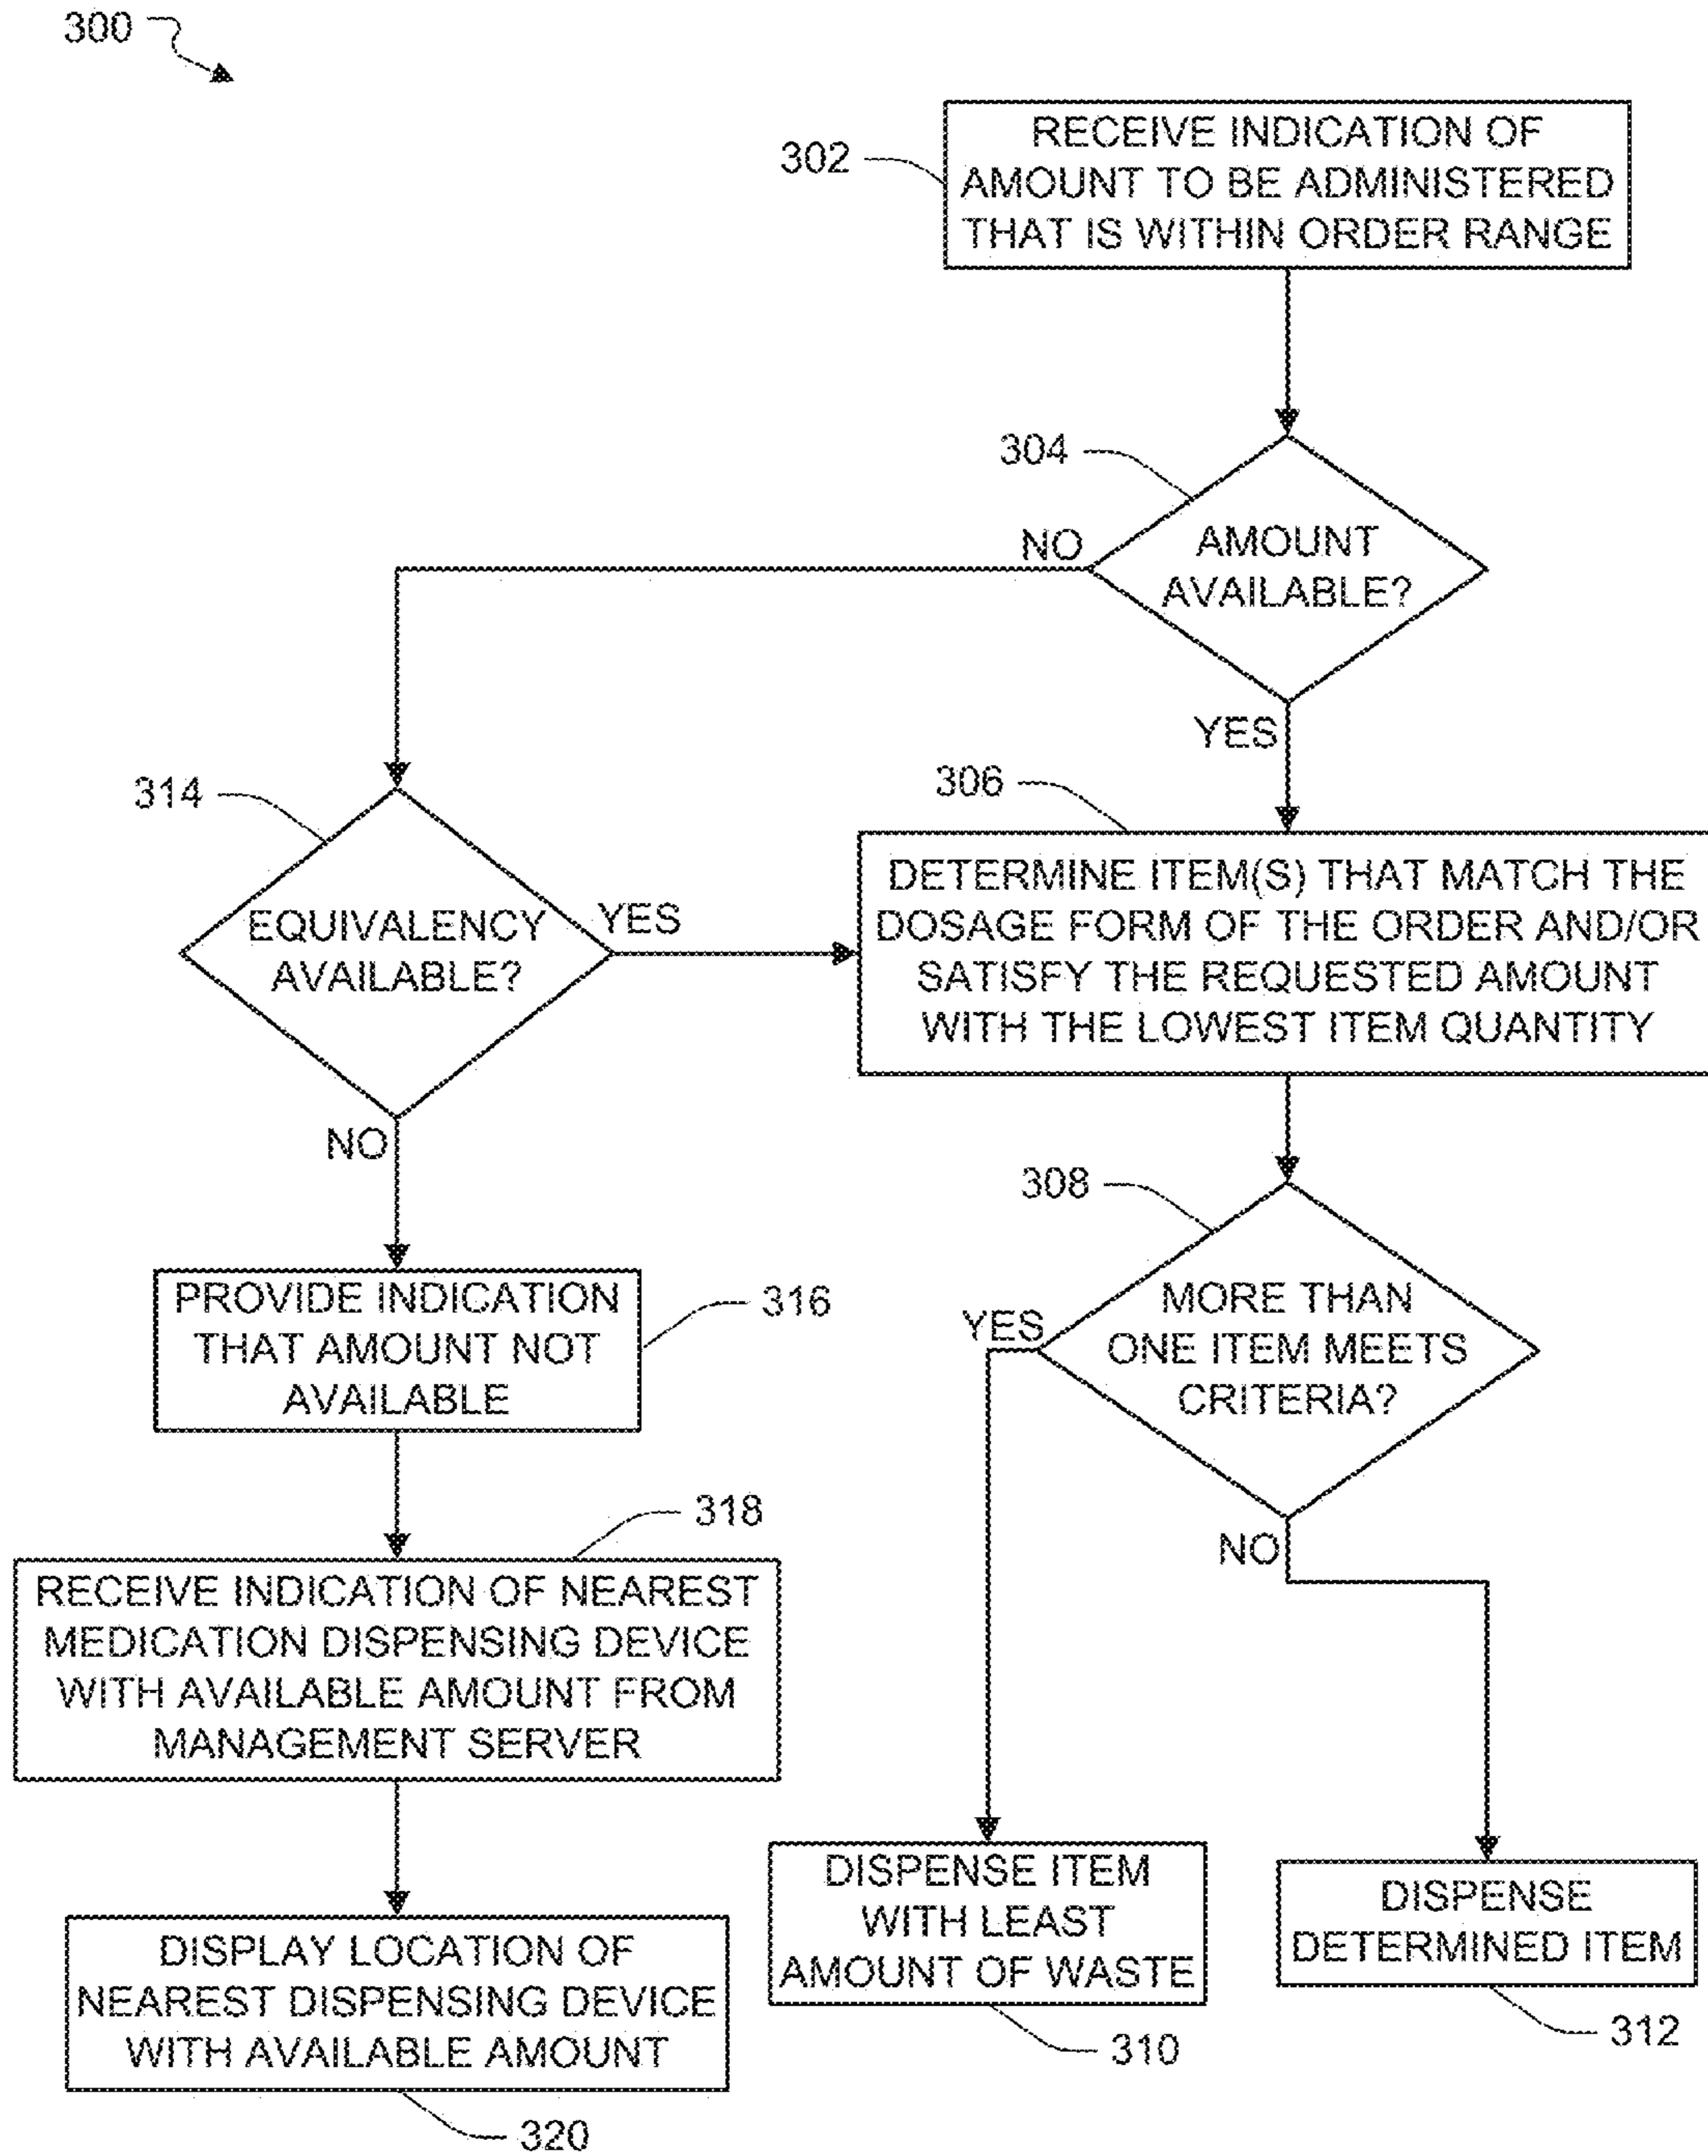 300
302
RECEIVE INDICATION OF
AMOUNT TO BE ADMINISTERED
THAT IS WITHIN ORDER RANGE
304
AMOUNT
AVAILABLE?
NO
YES
314
EQUIVALENCY
AVAILABLE?
YES
NO
306
DETERMINE ITEM(S) THAT MATCH THE
DOSAGE FORM OF THE ORDER AND/OR
SATISFY THE REQUESTED AMOUNT
WITH THE LOWEST ITEM QUANTITY
308
MORE THAN
ONE ITEM MEETS
CRITERIA?
YES
NO
PROVIDE INDICATION
THAT AMOUNT NOT
AVAILABLE
316
318
RECEIVE INDICATION OF NEAREST
MEDICATION DISPENSING DEVICE
WITH AVAILABLE AMOUNT FROM
MANAGEMENT SERVER
DISPLAY LOCATION OF
NEAREST DISPENSING DEVICE
WITH AVAILABLE AMOUNT
320
DISPENSE ITEM
WITH LEAST
AMOUNT OF WASTE
310
DISPENSE
DETERMINED ITEM
312